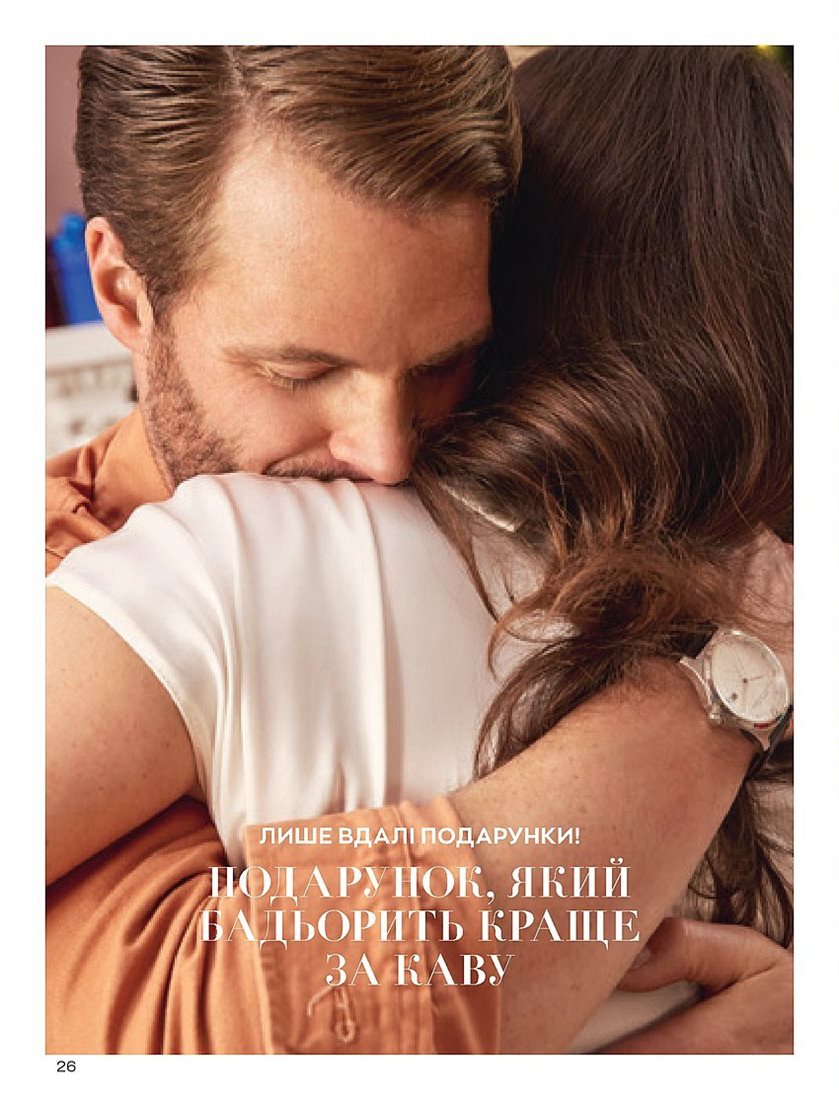 ЛИШЕ ВДАЛІ ПОДАРУНКИ!
ПОДАРУНОК, ЯКИЙ
БАДЬОРИТЬ КРАЩЕ
ЗА КАВУ
26